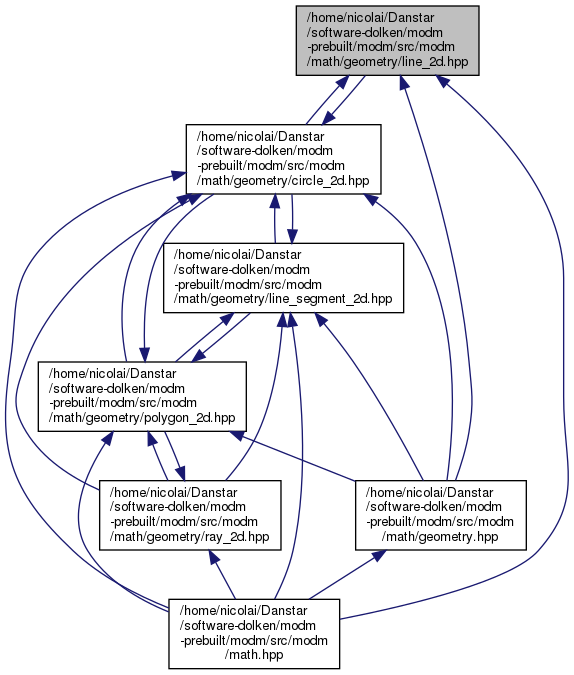 /home/nicolai/Danstar
/software-dolken/modm
-prebuilt/modm/src/modm
/math/geometry/line_2d.hpp
/home/nicolai/Danstar
/software-dolken/modm
-prebuilt/modm/src/modm
/math/geometry/circle_2d.hpp
/home/nicolai/Danstar
/software-dolken/modm
-prebuilt/modm/src/modm
/math/geometry/line_segment_2d.hpp
/home/nicolai/Danstar
/software-dolken/modm
-prebuilt/modm/src/modm
/math/geometry/polygon_2d.hpp
/home/nicolai/Danstar
/software-dolken/modm
-prebuilt/modm/src/modm
/math/geometry/ray_2d.hpp
/home/nicolai/Danstar
/software-dolken/modm
-prebuilt/modm/src/modm
/math/geometry.hpp
/home/nicolai/Danstar
/software-dolken/modm
-prebuilt/modm/src/modm
/math.hpp